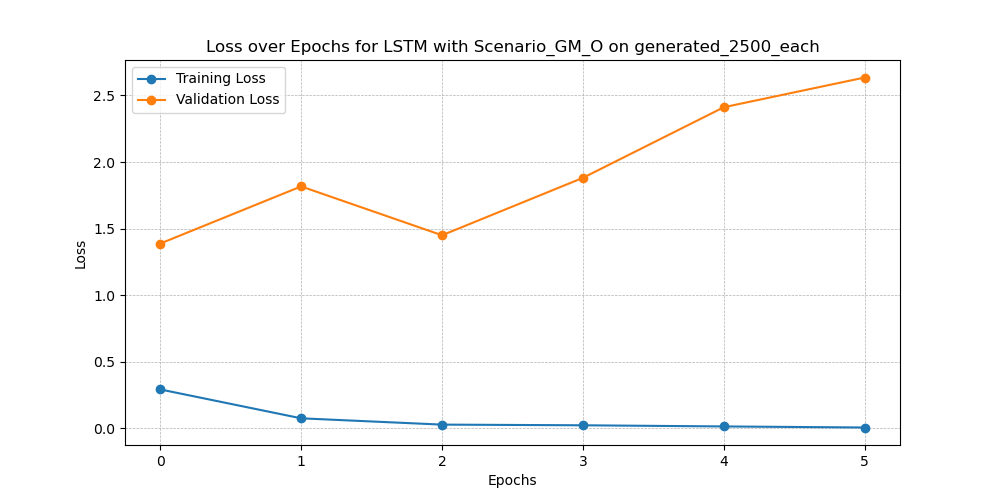 Loss over Epochs for LSTM with Scenario_GM_O on generated_2500_each
Training Loss
Validation Loss
2.5
2.0
1.5
1.0
0.5
0.0
Loss
0 1 2 3 4 5
Epochs